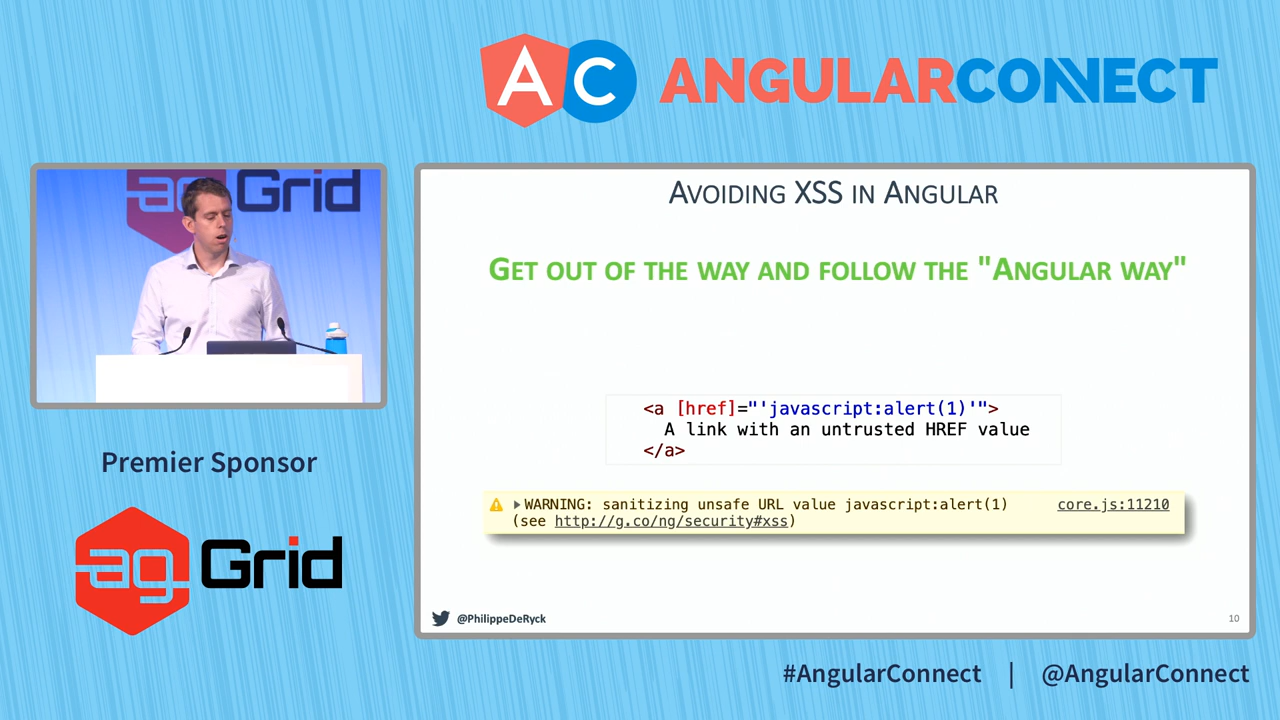 AC ANGULARCONNECT
ag Grid
AVOIDING XSS IN ANGULAR
GET OUT OF THE WAY AND FOLLOW THE "ANGULAR WAY"
<a [href]="'javascript:alert(1)'">
A link with an untrusted HREF value
</a>
WARNING: sanitizing unsafe URL value javascript:alert(1) core.js:11210
(see http://g.co/ng/security#xss)
@PhilippeDeRyck 10
Premier Sponsor
ag Grid
#AngularConnect | @AngularConnect